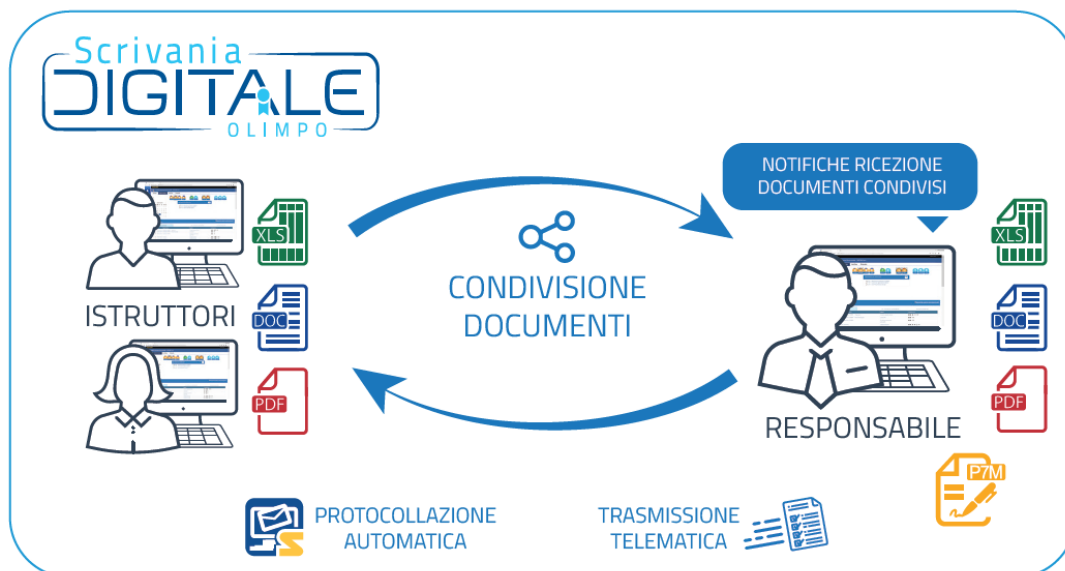 Scrivania
DIGITALE
OLIMPO
NOTIFICHE RICEZIONE
DOCUMENTI CONDIVISI
XLS
XLS
CONDIVISIONE
DOCUMENTI
ISTRUTTORI
DOC
DOC
PDF
PDF
RESPONSABILE
P7M
PROTOCOLLAZIONE
AUTOMATICA
TRASMISSIONE
TELEMATICA